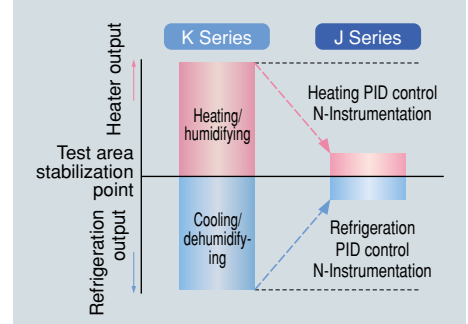 K Series
J Series
Heater output
Heating/
humidifying
Heating PID control
N-Instrumentation
Test area
stabilization
point
Refrigeration
output
Cooling/
dehumidify-
ing
Refrigeration
PID control
N-Instrumentation